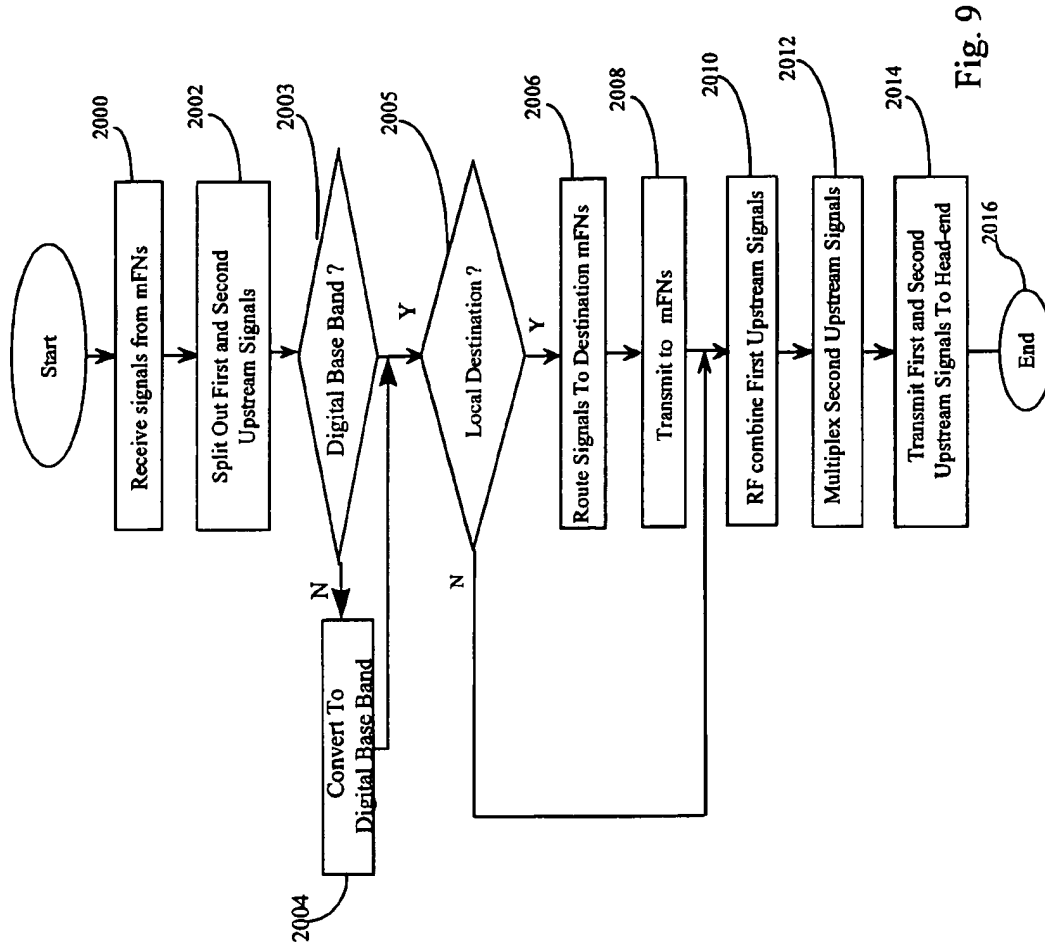 Start
2000
Receive signals from mFNs
2002
Split Out First and Second
Upstream Signals
2003
Digital Base Band ?
N
Y
Convert To
Digital Base Band
2004
2005
Local Destination ?
N
Y
2006
Route Signals To Destination mFNs
2008
Transmit to mFNs
2010
RF combine First Upstream Signals
2012
Multiplex Second Upstream Signals
2014
Transmit First and Second
Upstream Signals To Head-end
2016
End
Fig. 9